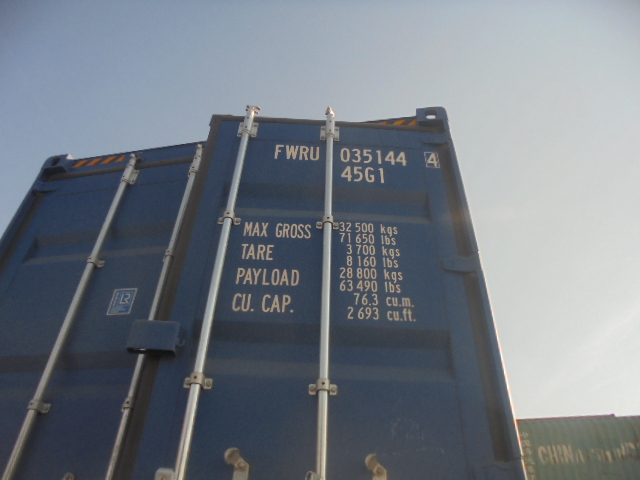 FWRU 035144 4
45G1
MAX GROSS 32 500 kgs
71 650 lbs
TARE 3 700 kgs
8 160 lbs
PAYLOAD 28 800 kgs
63 490 lbs
CU. CAP. 76.3 cu.m.
2 693 cu.ft.
CHINA